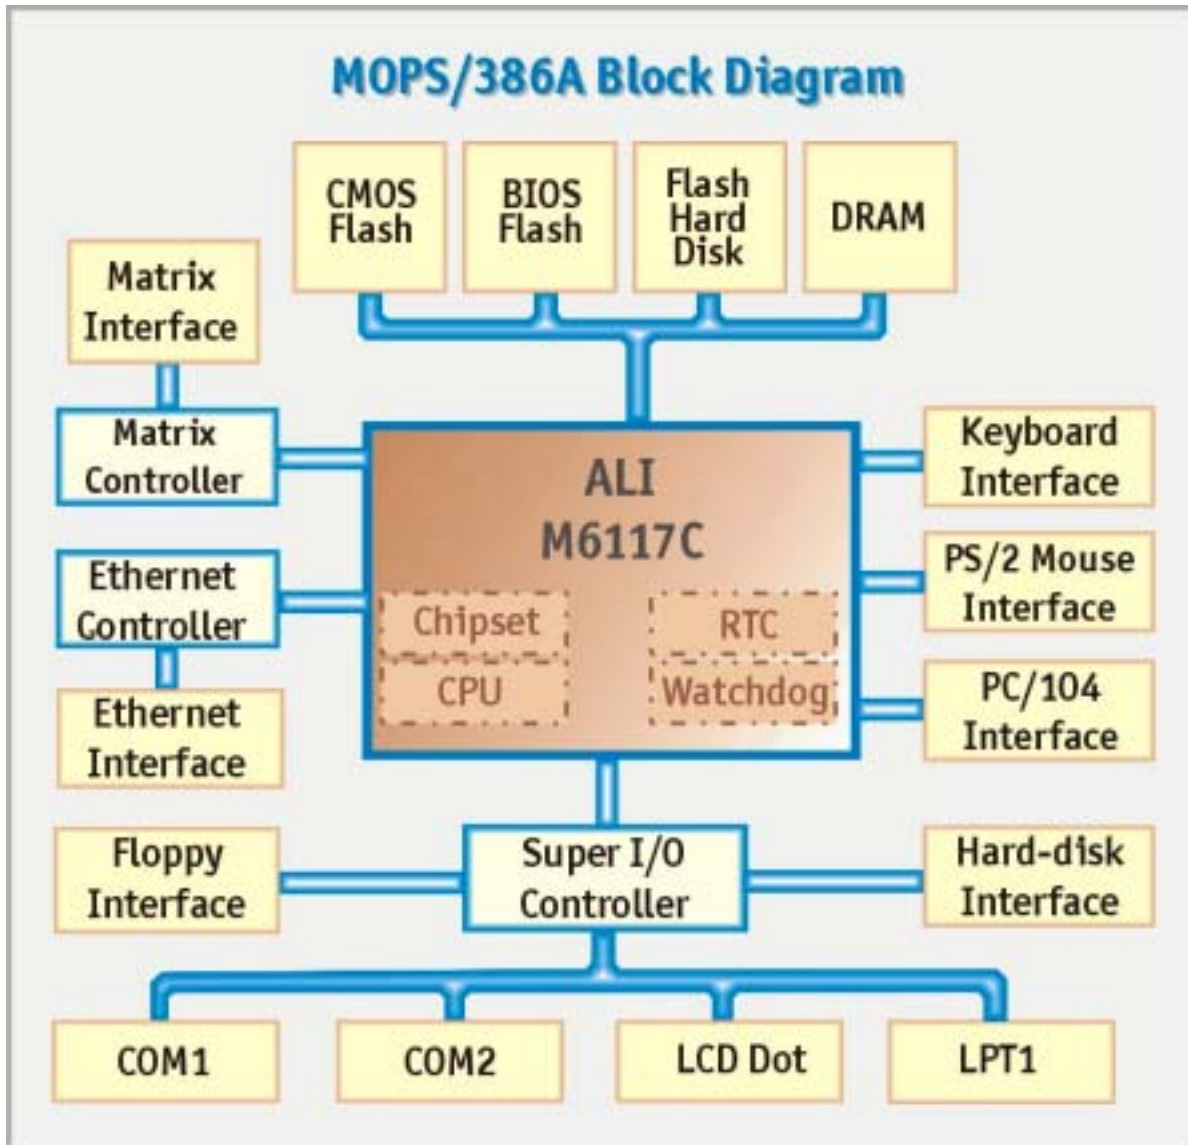 MOPS/386A Block Diagram
CMOS
Flash
BIOS
Flash
Flash
Hard
Disk
DRAM
Matrix
Interface
Matrix
Controller
Ethernet
Controller
Ethernet
Interface
ALI
M6117C
Chipset
CPU
RTC
Watchdog
Keyboard
Interface
PS/2 Mouse
Interface
PC/104
Interface
Floppy
Interface
Super I/O
Controller
Hard-disk
Interface
COM1
COM2
LCD Dot
LPT1